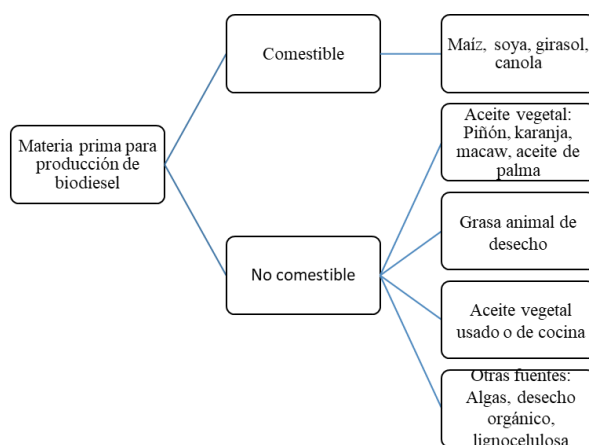 Comestible
Maíz, soya, girasol,
canola
Materia prima para
producción de
biodiesel
Aceite vegetal:
Piñón, karanja,
macaw, aceite de
palma
No comestible
Grasa animal de
desecho
Aceite vegetal
usado o de cocina
Otras fuentes:
Algas, desecho
orgánico,
lignocelulosa